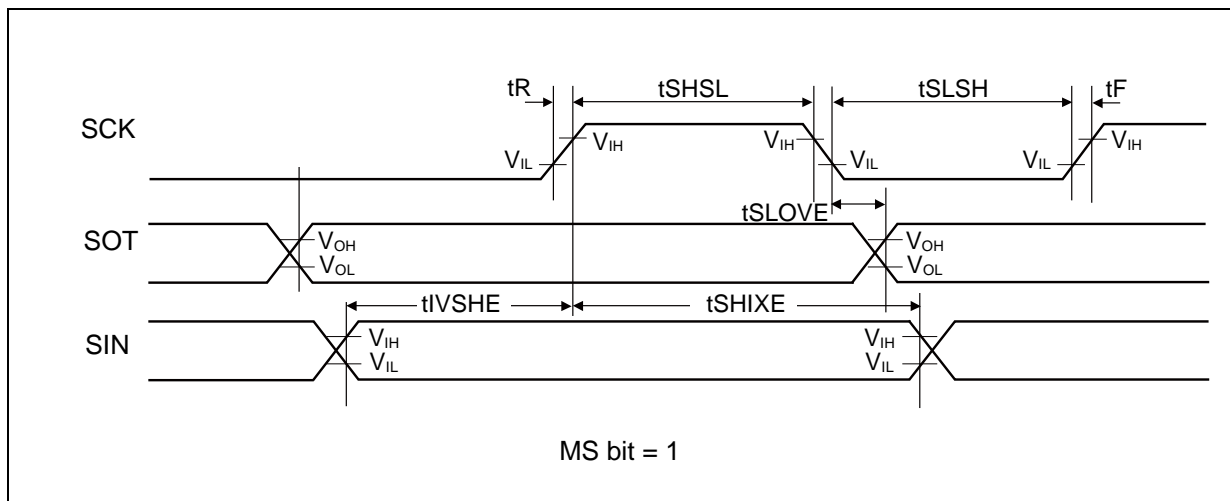 tR tSHSL tSLSH tF
SCK
VIH VIH VIH
VIL VIL VIL
tSLOVE
SOT
VOH VOH
VOL VOL
tIVSHE tSHIXE
SIN
VIH VIH
VIL VIL
MS bit = 1